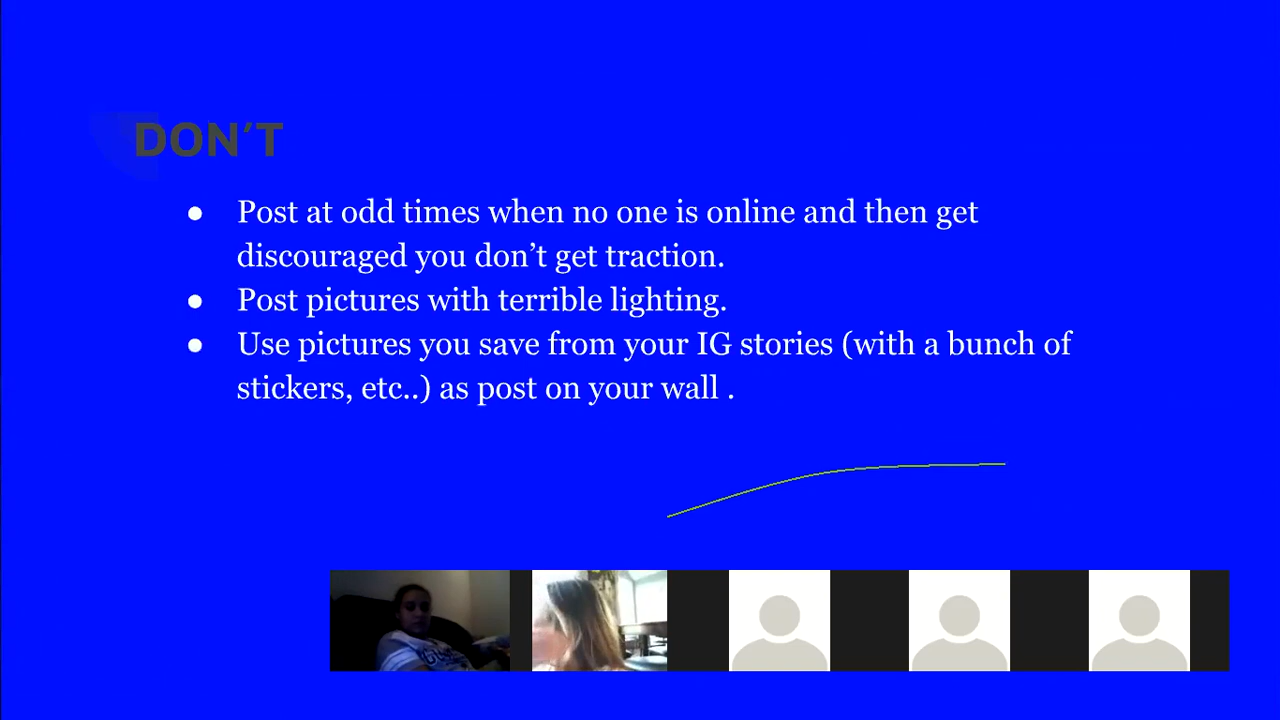 DON’T
● Post at odd times when no one is online and then get
discouraged you don’t get traction.
● Post pictures with terrible lighting.
● Use pictures you save from your IG stories (with a bunch of
stickers, etc..) as post on your wall .